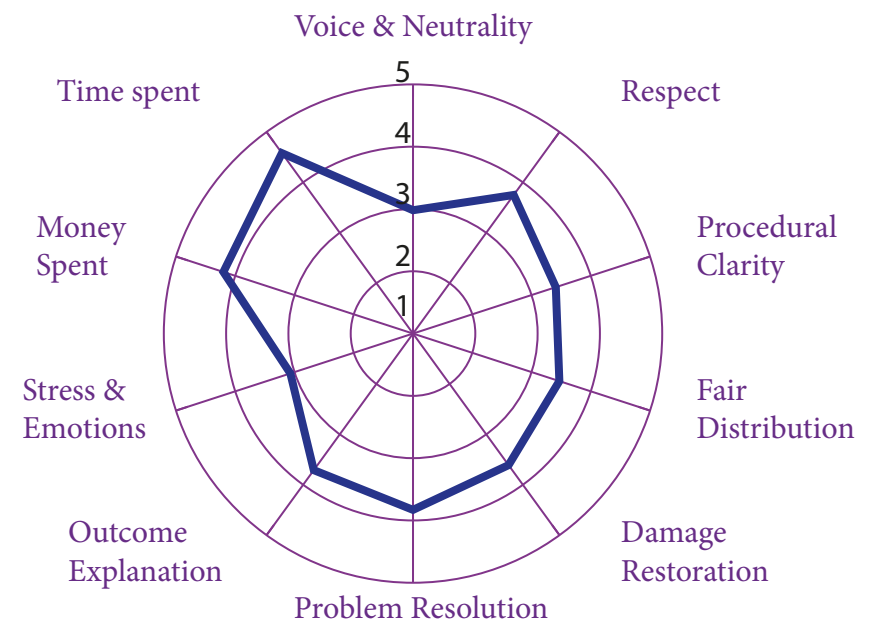 Voice & Neutrality
Time spent
Respect
5
4
3
2
1
Money
Spent
Procedural
Clarity
Stress &
Emotions
Fair
Distribution
Outcome
Explanation
Damage
Restoration
Problem Resolution